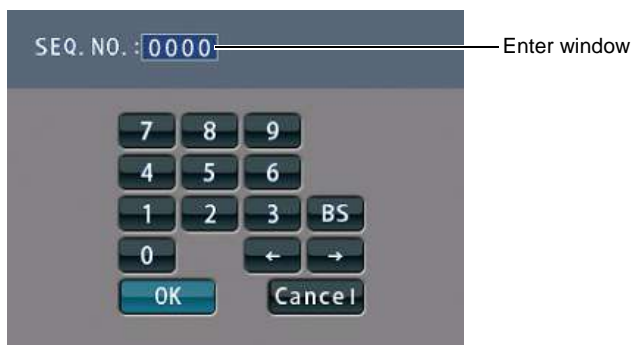 SEQ. NO. : 0000
Enter window
7 8 9
4 5 6
1 2 3 BS
0 ← →
OK Cancel